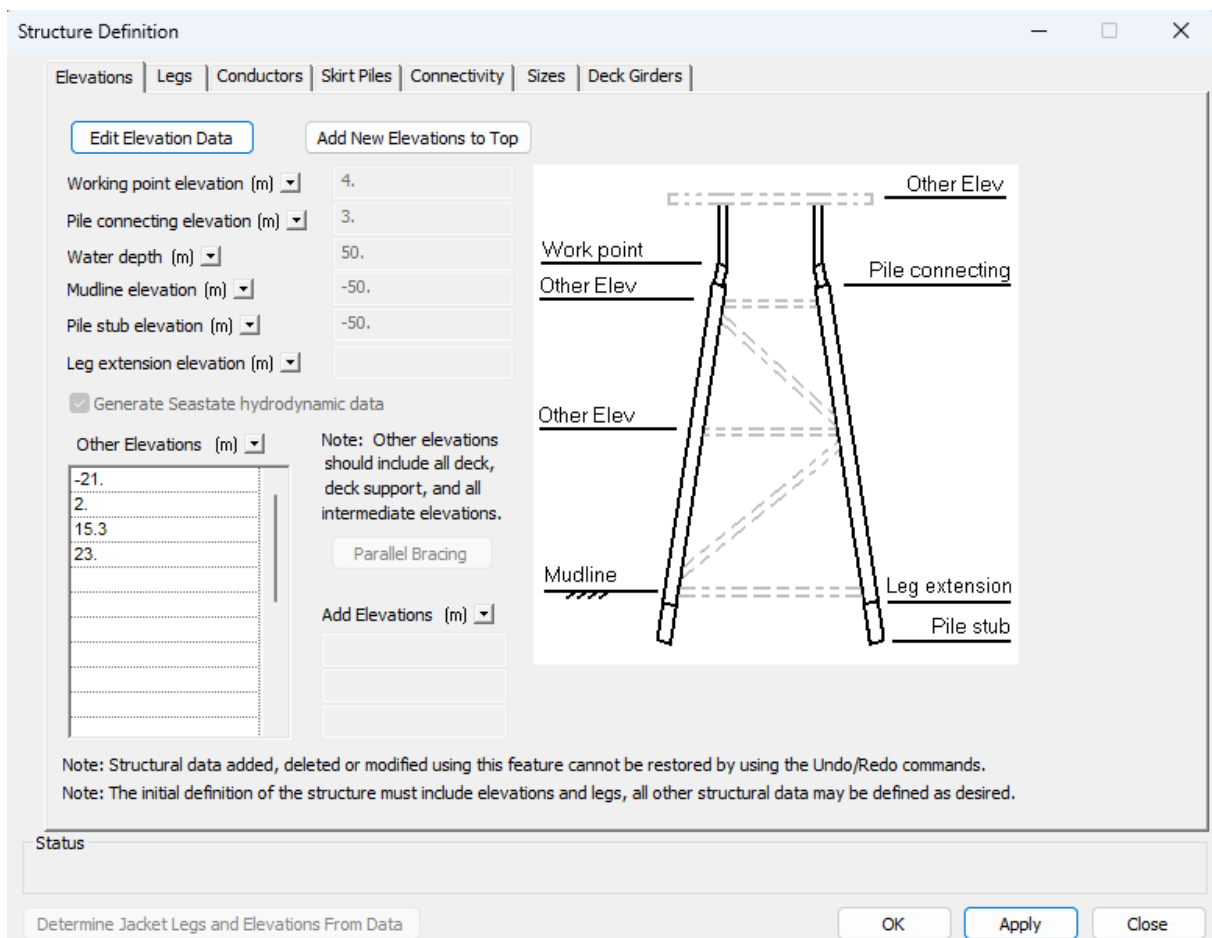 Structure Definition
Elevations Legs Conductors Skirt Piles Connectivity Sizes Deck Girders
Edit Elevation Data Add New Elevations to Top
Working point elevation (m) 4.
Pile connecting elevation (m) 3.
Water depth (m) 50.
Mudline elevation (m) -50.
Pile stub elevation (m) -50.
Leg extension elevation (m)
Generate Seastate hydrodynamic data
Other Elevations (m)
-21.
2.
15.3
23.
Note: Other elevations
should include all deck,
deck support, and all
intermediate elevations.
Parallel Bracing
Add Elevations (m)
Other Elev
Work point
Pile connecting
Other Elev
Other Elev
Mudline
Leg extension
Pile stub
Note: Structural data added, deleted or modified using this feature cannot be restored by using the Undo/Redo commands.
Note: The initial definition of the structure must include elevations and legs, all other structural data may be defined as desired.
Status
Determine Jacket Legs and Elevations From Data OK Apply Close